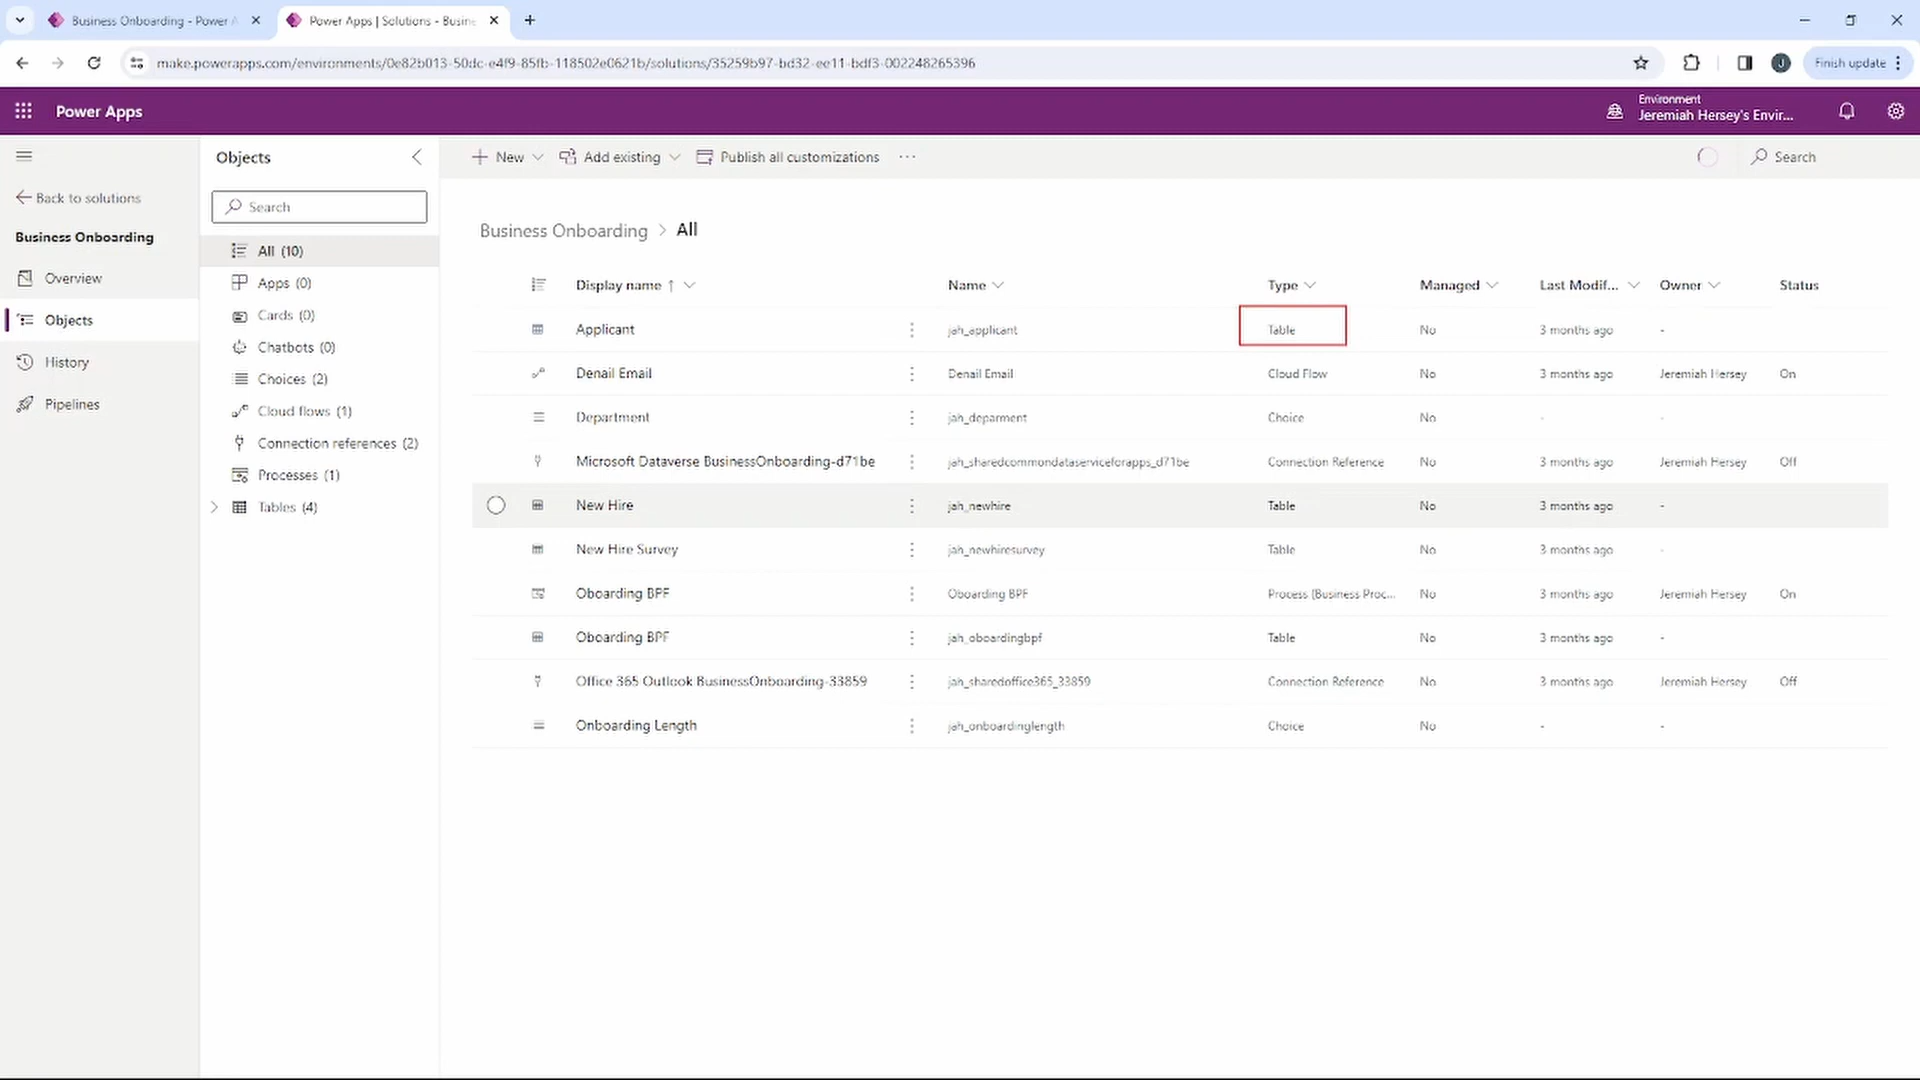 Business Onboarding - Power A
Power Apps | Solutions - Busine
make.powerapps.com/environments/0e82b013-50dc-e4f9-85fb-118502e0621b/solutions/35259b97-bd32-ee11-bdf3-002248265396
J
Finish update
Power Apps
Environment
Jeremiah Hersey's Envir...
Back to solutions
Business Onboarding
Overview
Objects
History
Pipelines
Objects
Search
All (10)
Apps (0)
Cards (0)
Chatbots (0)
Choices (2)
Cloud flows (1)
Connection references (2)
Processes (1)
Tables (4)
New Add existing Publish all customizations ...
Search
Business Onboarding > All
Display name ↑ Name Type Managed Last Modif... Owner Status
Applicant jah_applicant Table No 3 months ago -
Denail Email Denail Email Cloud Flow No 3 months ago Jeremiah Hersey On
Department jah_deparment Choice No - -
Microsoft Dataverse BusinessOnboarding-d71be jah_sharedcommondataserviceforapps_d71be Connection Reference No 3 months ago Jeremiah Hersey Off
New Hire jah_newhire Table No 3 months ago -
New Hire Survey jah_newhiresurvey Table No 3 months ago -
Oboarding BPF Oboarding BPF Process (Business Proc... No 3 months ago Jeremiah Hersey On
Oboarding BPF jah_oboardingbpf Table No 3 months ago -
Office 365 Outlook BusinessOnboarding-33859 jah_sharedoffice365_33859 Connection Reference No 3 months ago Jeremiah Hersey Off
Onboarding Length jah_onboardinglength Choice No - -